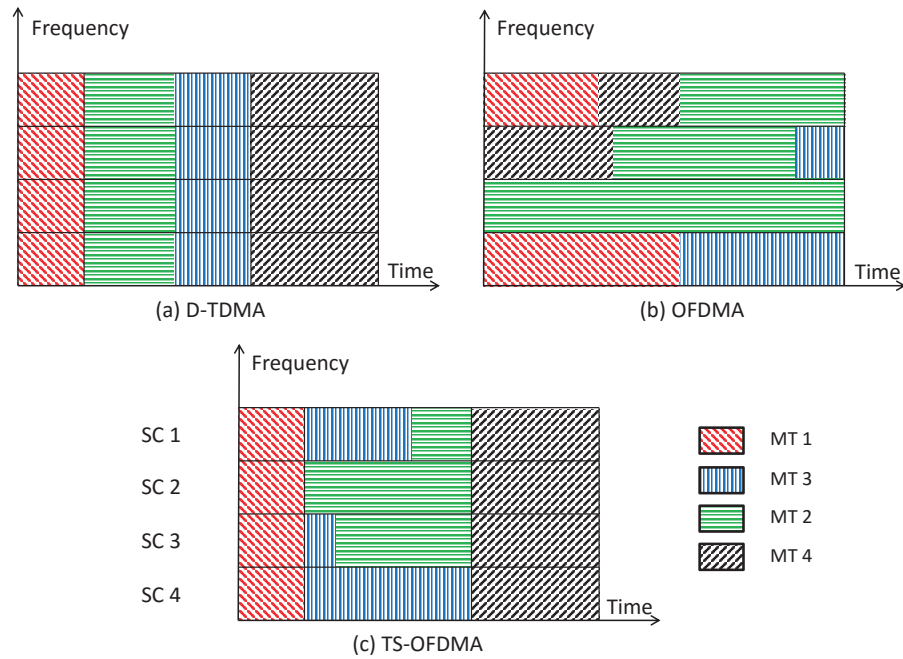 Frequency
Time
(a) D-TDMA
Frequency
Time
(b) OFDMA
Frequency
SC 1
SC 2
SC 3
SC 4
Time
(c) TS-OFDMA
MT 1
MT 3
MT 2
MT 4